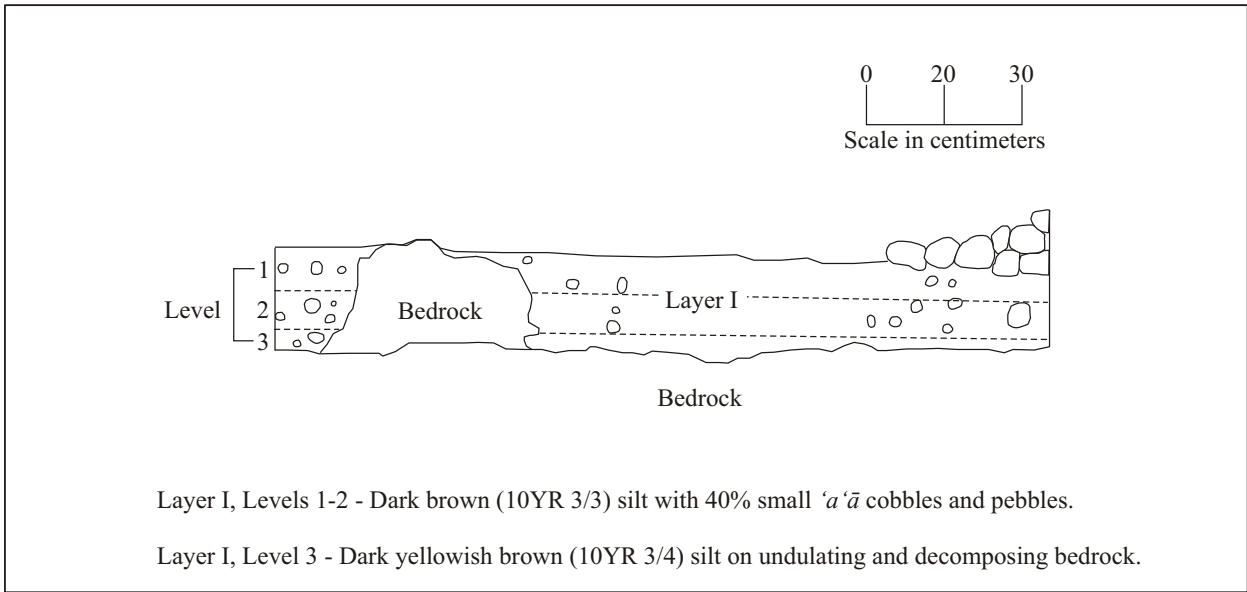 0 20 30
Scale in centimeters
1
Level 2
3
Bedrock
Layer I
Bedrock
Layer I, Levels 1-2 - Dark brown (10YR 3/3) silt with 40% small ‘a‘ā cobbles and pebbles.
Layer I, Level 3 - Dark yellowish brown (10YR 3/4) silt on undulating and decomposing bedrock.